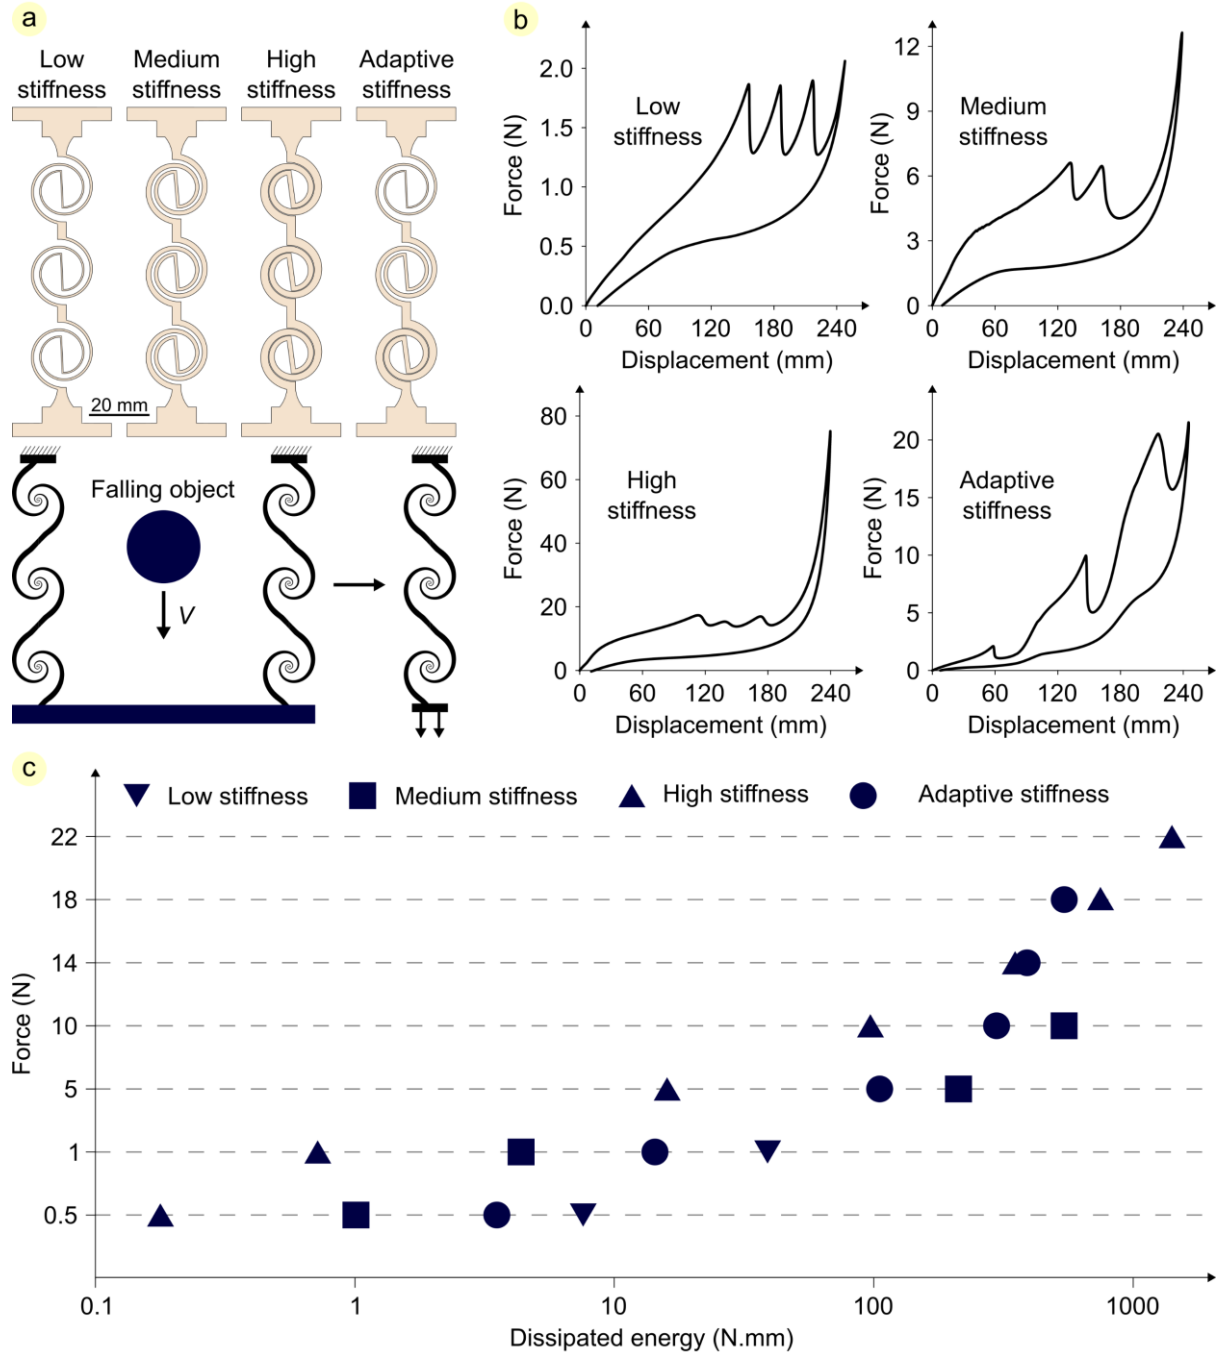 a
Low
stiffness
Medium
stiffness
High
stiffness
Adaptive
stiffness
20 mm
Falling object
V
b
Force (N)
2.0
1.5
1.0
0.5
0.0
Low
stiffness
0 60 120 180 240
Displacement (mm)
Force (N)
12
9
6
3
0
Medium
stiffness
0 60 120 180 240
Displacement (mm)
Force (N)
80
60
40
20
0
High
stiffness
0 60 120 180 240
Displacement (mm)
Force (N)
20
15
10
5
0
Adaptive
stiffness
0 60 120 180 240
Displacement (mm)
c
Low stiffness Medium stiffness High stiffness Adaptive stiffness
Force (N)
22
18
14
10
5
1
0.5
0.1 1 10 100 1000
Dissipated energy (N.mm)